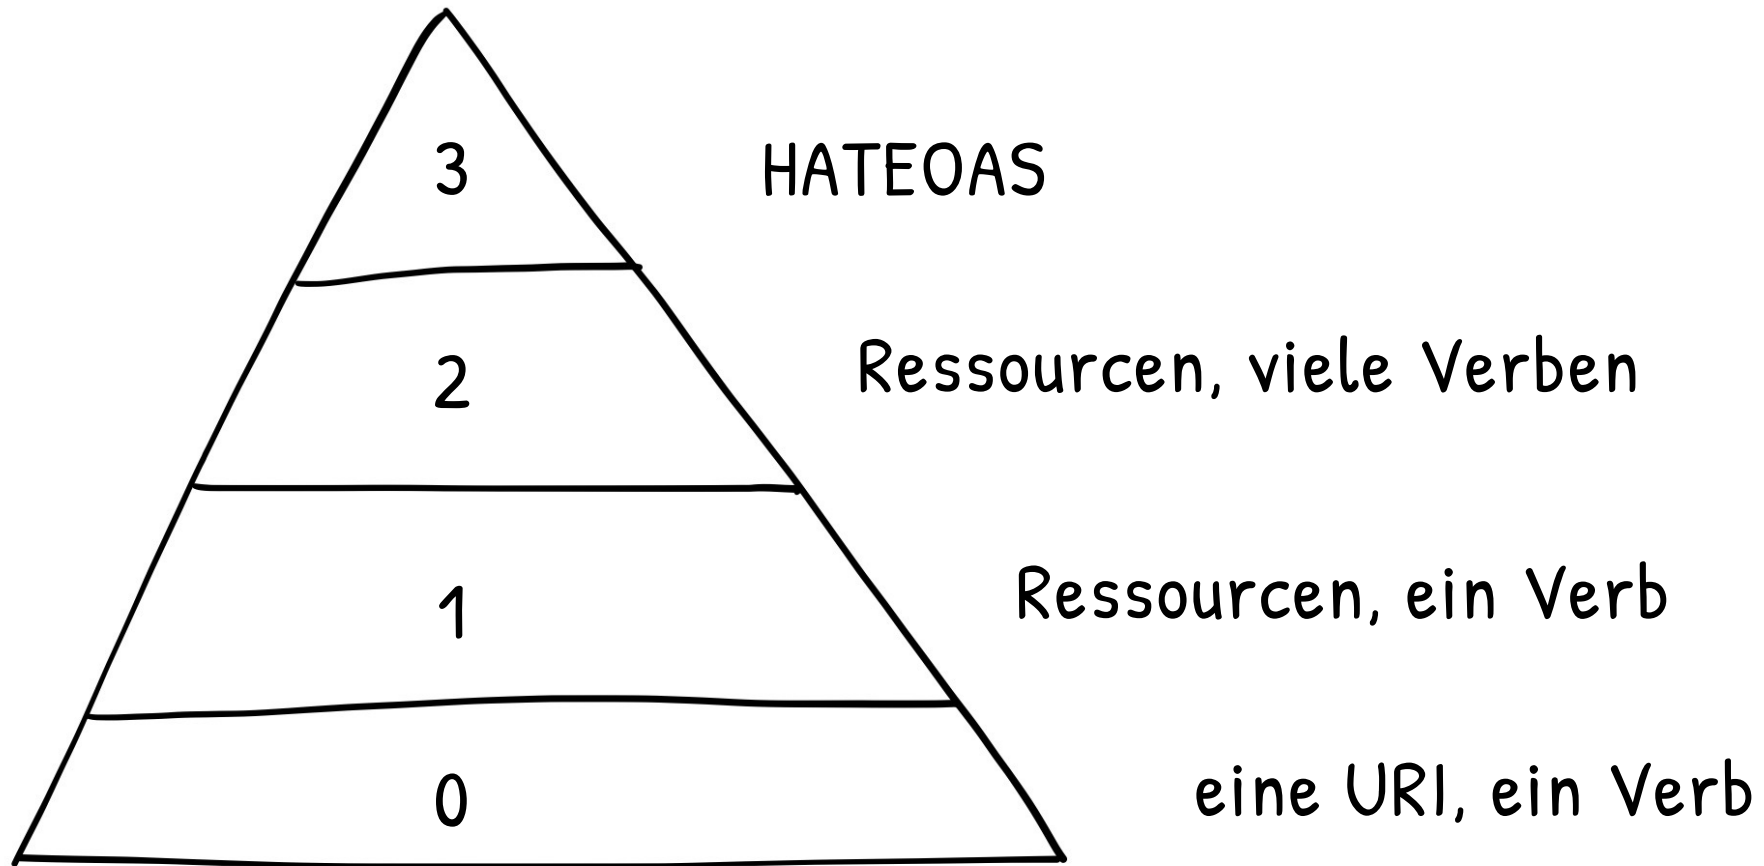 3 HATEOAS
2 Ressourcen, viele Verben
1 Ressourcen, ein Verb
0 eine URI, ein Verb